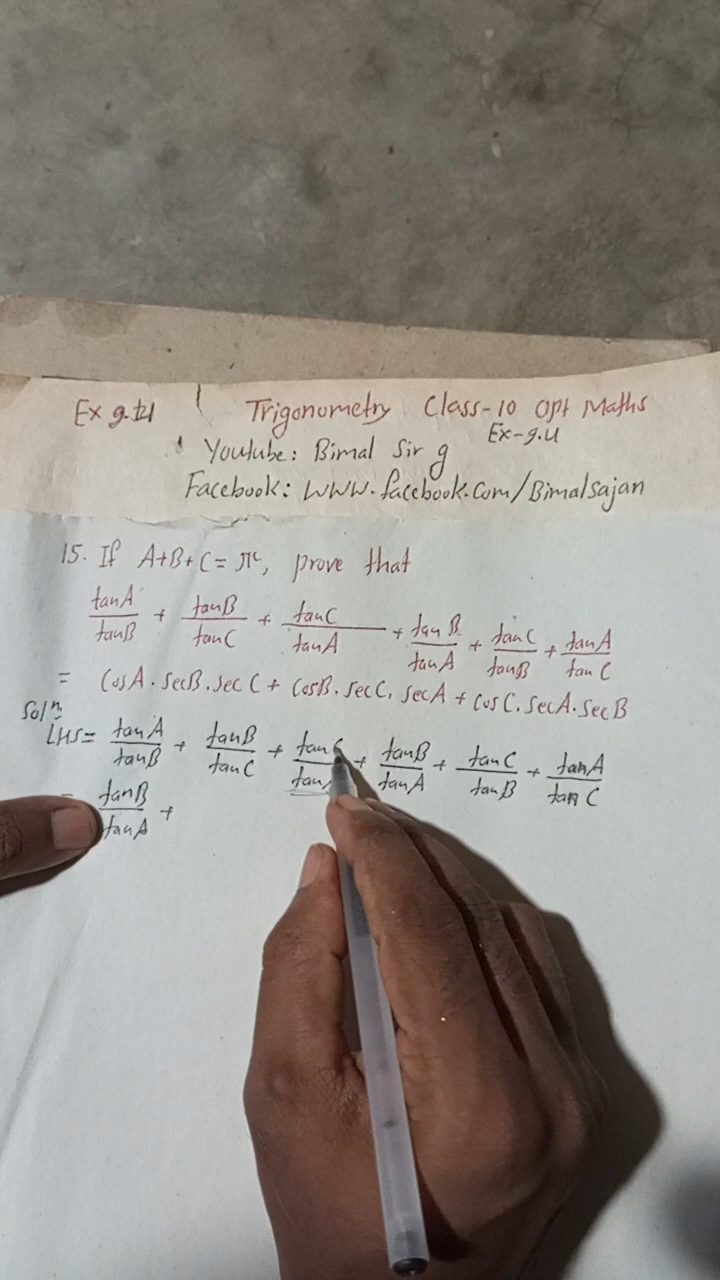 Ex 9.4 Trigonometry Class-10 Opt Maths
Ex-9.4
Youtube: Bimal Sir g
Facebook: WWW.facebook.Com/Bimalsajan
15. If A+B+C = πᶜ, prove that
tanA/tanB + tanB/tanC + tanC/tanA + tanB/tanA + tanC/tanB + tanA/tanC
= CosA. SecB. Sec C + CosB. SecC. SecA + CosC. SecA. SecB
Solⁿ
LHS = tanA/tanB + tanB/tanC + tanC/tanA + tanB/tanA + tanC/tanB + tanA/tanC
tanB/tanA +